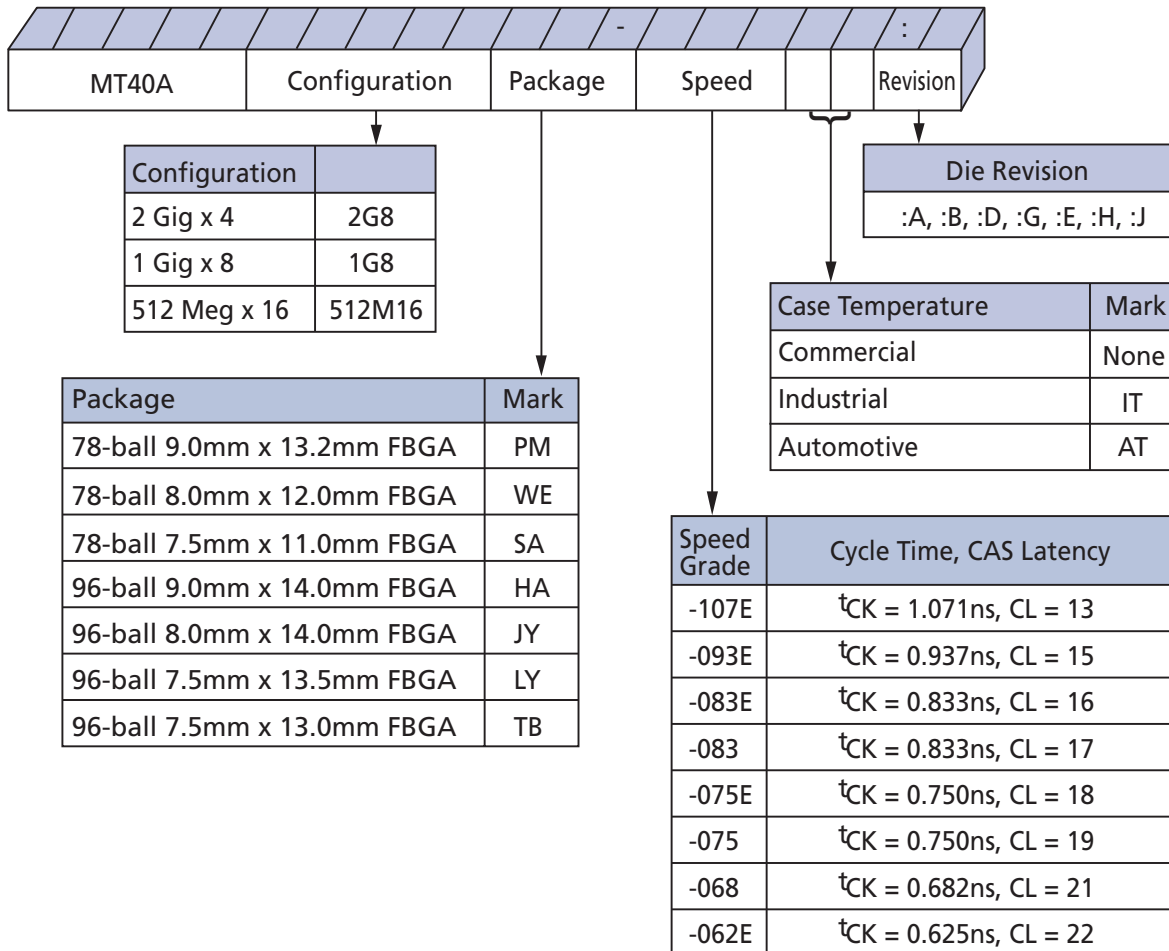 - :
MT40A Configuration Package Speed Revision
Configuration
2 Gig x 4 2G8
1 Gig x 8 1G8
512 Meg x 16 512M16
Die Revision
:A, :B, :D, :G, :E, :H, :J
Case Temperature Mark
Commercial None
Industrial IT
Automotive AT
Package Mark
78-ball 9.0mm x 13.2mm FBGA PM
78-ball 8.0mm x 12.0mm FBGA WE
78-ball 7.5mm x 11.0mm FBGA SA
96-ball 9.0mm x 14.0mm FBGA HA
96-ball 8.0mm x 14.0mm FBGA JY
96-ball 7.5mm x 13.5mm FBGA LY
96-ball 7.5mm x 13.0mm FBGA TB
Speed
Grade Cycle Time, CAS Latency
-107E tCK = 1.071ns, CL = 13
-093E tCK = 0.937ns, CL = 15
-083E tCK = 0.833ns, CL = 16
-083 tCK = 0.833ns, CL = 17
-075E tCK = 0.750ns, CL = 18
-075 tCK = 0.750ns, CL = 19
-068 tCK = 0.682ns, CL = 21
-062E tCK = 0.625ns, CL = 22